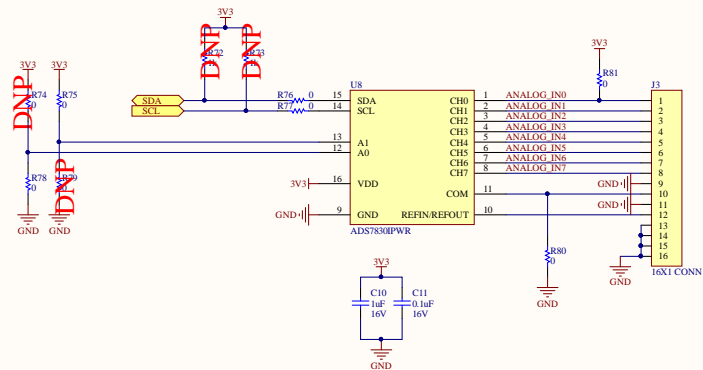 3V3
DNP R72 1k
DNP R73 1k
3V3
3V3
DNP R74 0
R75 0
SDA
SCL
R76 0
R77 0
R78 0
DNP R79 0
GND
GND
U8
15 SDA
14 SCL
13 A1
12 A0
3V3 16 VDD
GND 9 GND
CH0 1 ANALOG_IN0
CH1 2 ANALOG_IN1
CH2 3 ANALOG_IN2
CH3 4 ANALOG_IN3
CH4 5 ANALOG_IN4
CH5 6 ANALOG_IN5
CH6 7 ANALOG_IN6
CH7 8 ANALOG_IN7
COM 11
REFIN/REFOUT 10
ADS7830IPWR
3V3
R81
0
R80
0
GND
J3
1
2
3
4
5
6
7
8
GND 9
10
GND 11
12
13
14
15
16
GND
16X1 CONN
3V3
C10
1uF
16V
C11
0.1uF
16V
GND